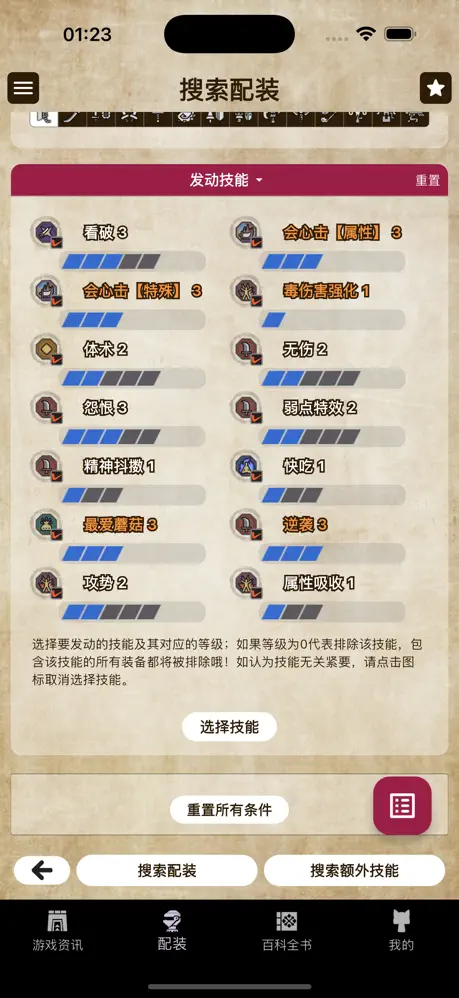 01:23
搜索配装
发动技能
重置
看破 3
会心击【属性】 3
会心击【特殊】 3
毒伤害强化 1
体术 2
无伤 2
怨恨 3
弱点特效 2
精神抖擞 1
快吃 1
最爱蘑菇 3
逆袭 3
攻势 2
属性吸收 1
选择要发动的技能及其对应的等级；如果等级为0代表排除该技能，包
含该技能的所有装备都将被排除哦！如认为技能无关紧要，请点击图
标取消选择技能。
选择技能
重置所有条件
搜索配装
搜索额外技能
游戏资讯
配装
百科全书
我的